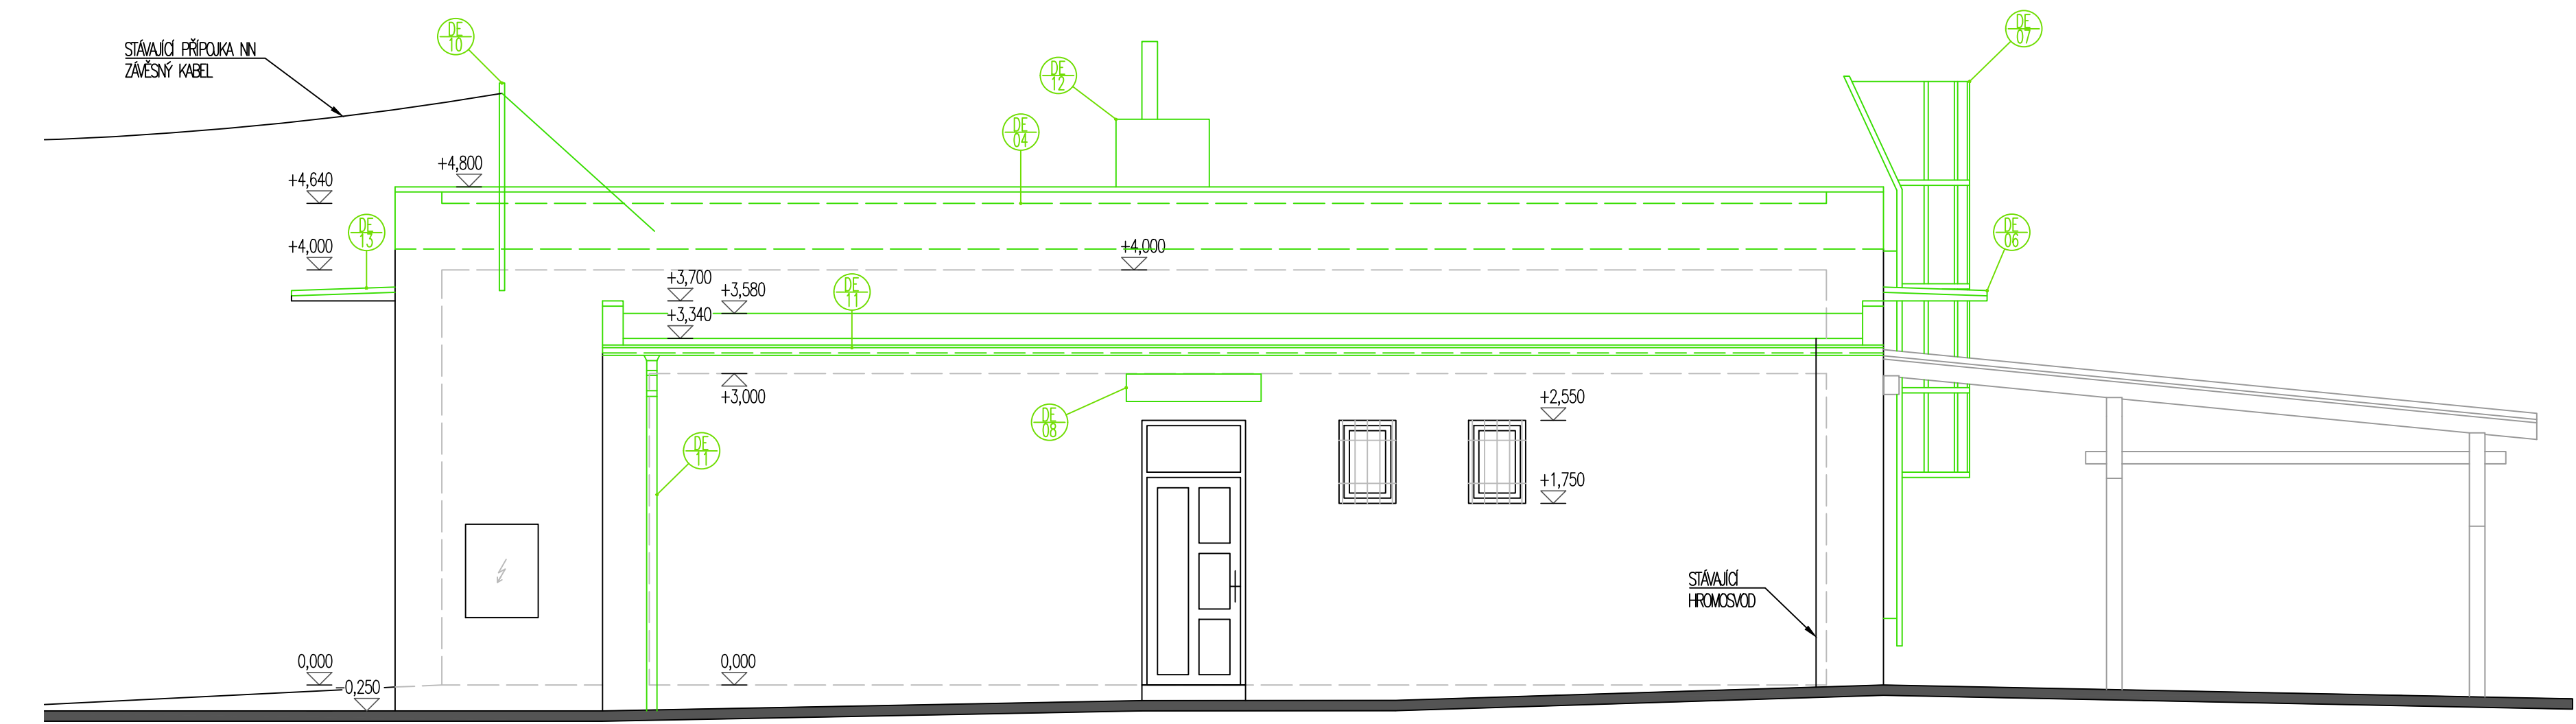 DE
10
DE
07
STÁVAJÍCÍ PŘÍPOJKA NN
ZÁVĚSNÝ KABEL
DE
12
DE
04
+4,800
+4,640
DE
13
DE
06
+4,000
+4,000
+3,700
+3,580
DE
11
+3,340
+3,000
+2,550
DE
08
DE
11
+1,750
STÁVAJÍCÍ
HROMOSVOD
0,000
0,000
-0,250